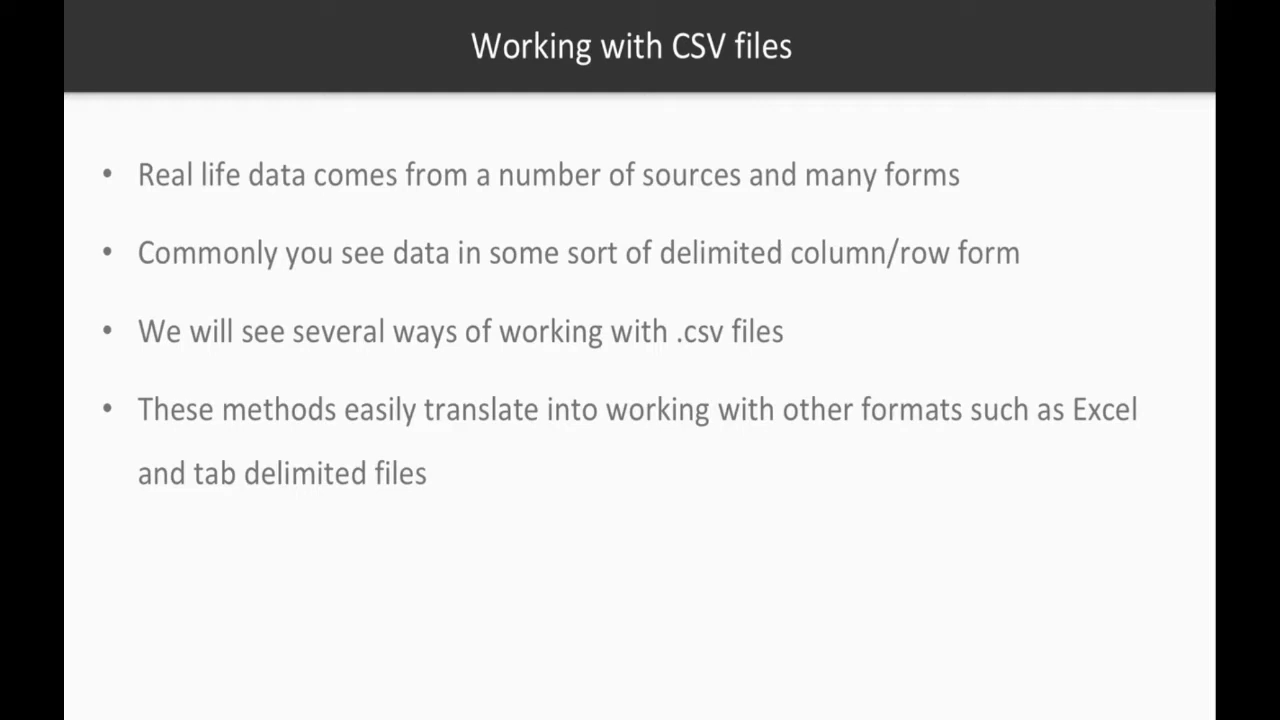 Working with CSV files
• Real life data comes from a number of sources and many forms
• Commonly you see data in some sort of delimited column/row form
• We will see several ways of working with .csv files
• These methods easily translate into working with other formats such as Excel
and tab delimited files